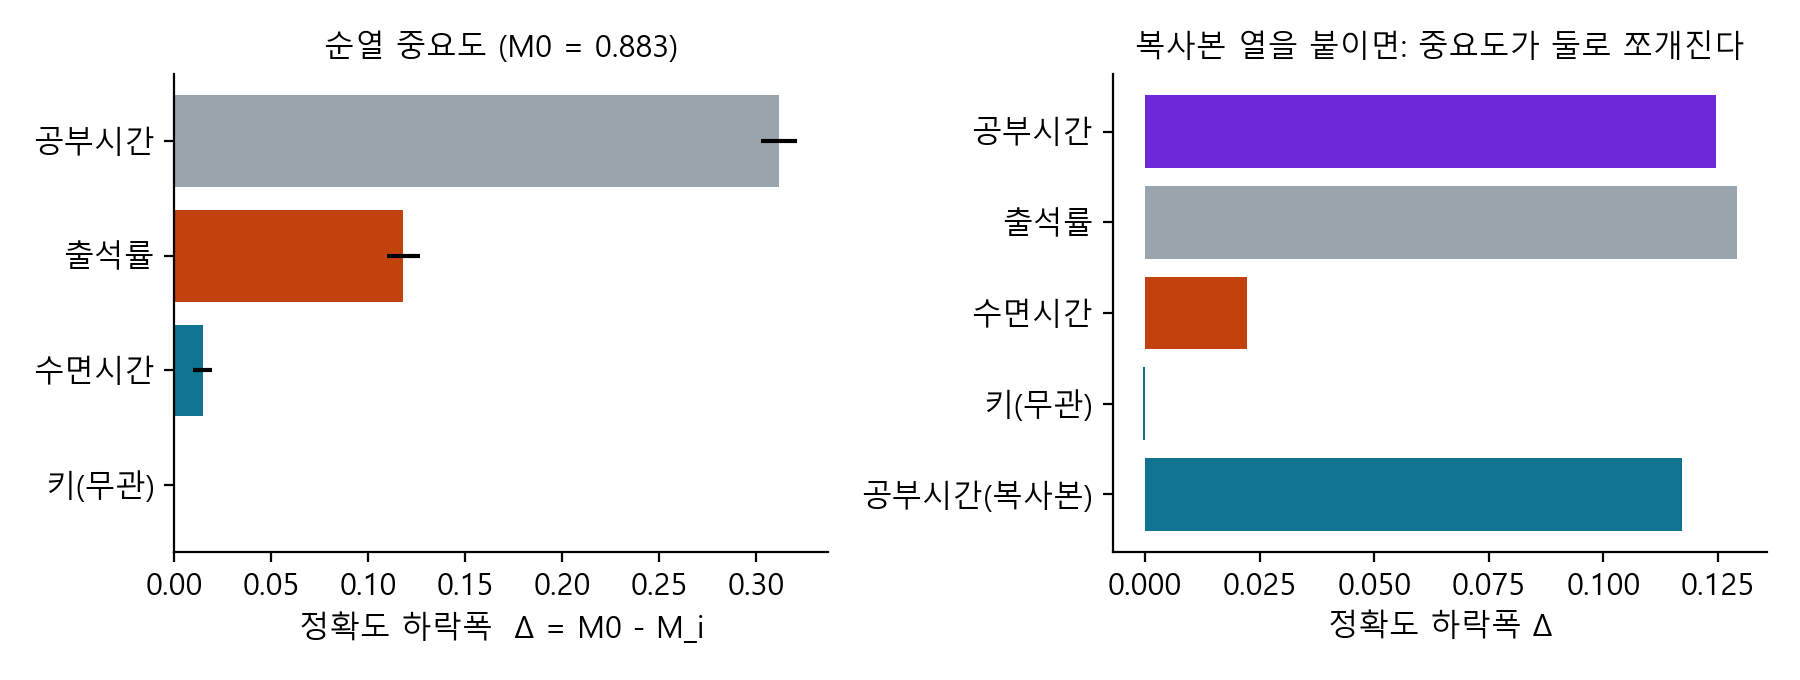 순열 중요도 (M0 = 0.883)
공부시간
출석률
수면시간
키(무관)
0.00 0.05 0.10 0.15 0.20 0.25 0.30
정확도 하락폭 Δ = M0 - M_i
복사본 열을 붙이면: 중요도가 둘로 쪼개진다
공부시간
출석률
수면시간
키(무관)
공부시간(복사본)
0.000 0.025 0.050 0.075 0.100 0.125
정확도 하락폭 Δ